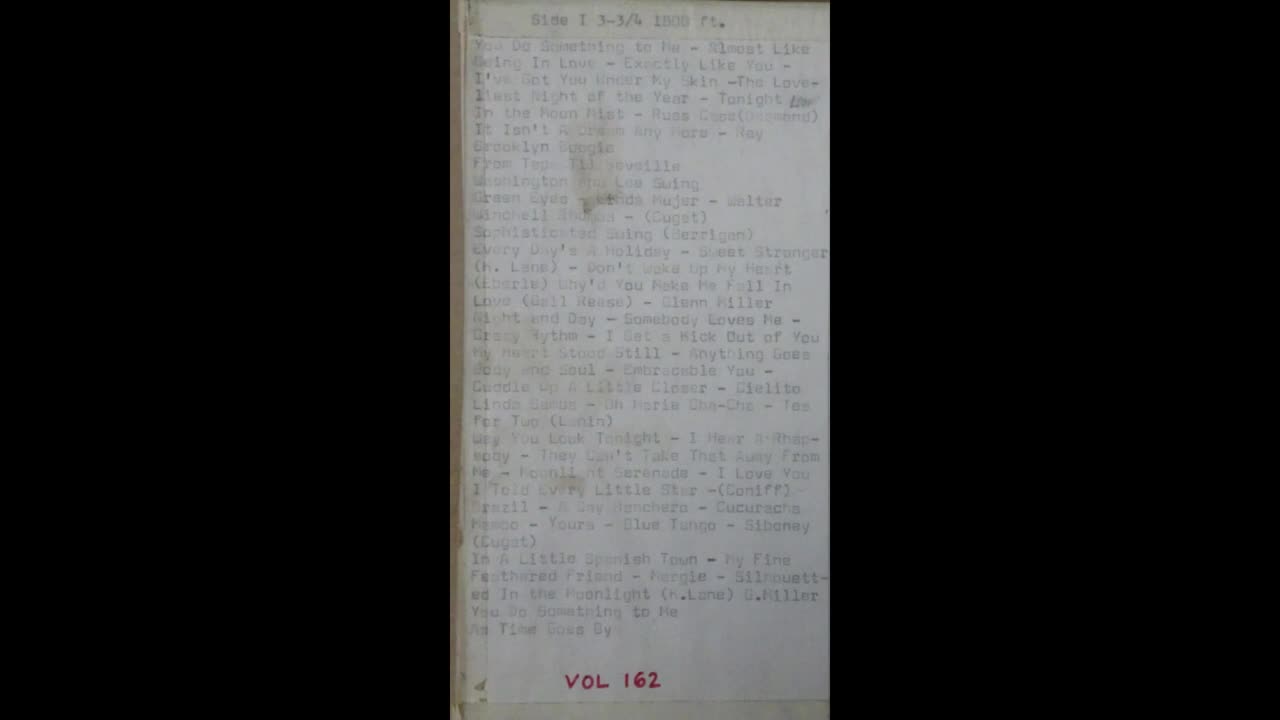 Side I 3-3/4 1800 ft.
You Do Something to Me - Almost Like
Being In Love - Exactly Like You -
I've Got You Under My Skin -The Love-
liest Night of the Year - Tonight
In the Moon Mist - Russ Case(Desmond)
It Isn't A Dream Any More - Ray
Brooklyn Boogie
From Taps Til Reveille
Washington And Lee Swing
Green Eyes - Linda Mujer - Walter
Winchell Rhumba - (Cugat)
Sophisticated Swing (Berrigan)
Every Day's A Holiday - Sweet Stranger
(K. Lane) - Don't Wake Up My Heart
(Eberle) Why'd You Make Me Fall In
Love (Gail Reese) - Glenn Miller
Night and Day - Somebody Loves Me -
Crazy Rythm - I Get a Kick Out of You
My Heart Stood Still - Anything Goes
Body and Soul - Embraceable You -
Cuddle Up A Little Closer - Cielito
Linda Samba - Oh Marie Cha-Cha - Tea
for Two (Lanin)
Way You Look Tonight - I Hear A Rhap-
sody - They Can't Take That Away From
Me - Moonlight Serenade - I Love You
I Told Every Little Star -(Coniff) -
Brazil - A Gay Ranchero - Cucuracha
Mambo - Yours - Blue Tango - Siboney
(Cugat)
In A Little Spanish Town - My Fine
Feathered Friend - Margie - Silhouett-
ed In the Moonlight (K.Lane) G.Miller
You Do Something to Me
As Time Goes By
VOL 162